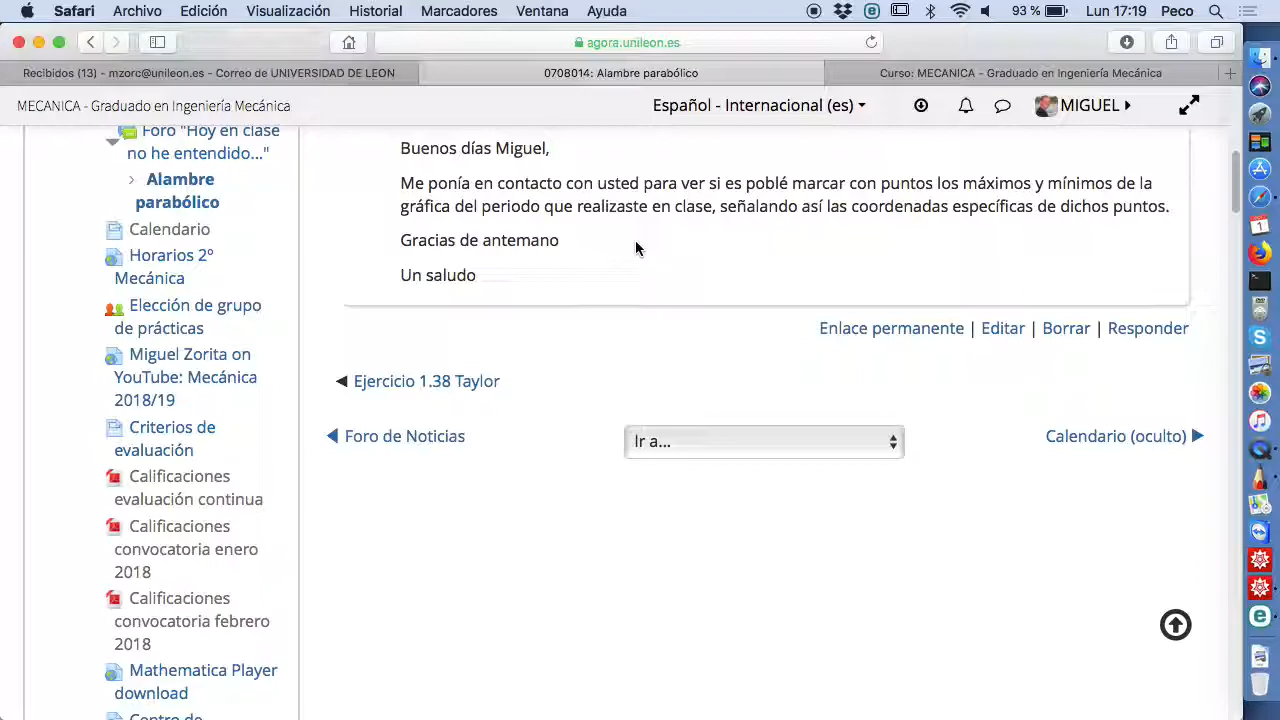 Safari Archivo Edición Visualización Historial Marcadores Ventana Ayuda 93 % Lun 17:19 Peco
agora.unileon.es
Recibidos (13) - mzorc@unileon.es - Correo de UNIVERSIDAD DE LEON
0708014: Alambre parabólico
Curso: MECANICA - Graduado en Ingeniería Mecánica
MECANICA - Graduado en Ingeniería Mecánica
Español - Internacional (es)
MIGUEL
Foro "Hoy en clase
no he entendido..."
Alambre
parabólico
Calendario
Horarios 2º
Mecánica
Elección de grupo
de prácticas
Miguel Zorita on
YouTube: Mecánica
2018/19
Criterios de
evaluación
Calificaciones
evaluación continua
Calificaciones
convocatoria enero
2018
Calificaciones
convocatoria febrero
2018
Mathematica Player
download
Centro de
Buenos días Miguel,
Me ponía en contacto con usted para ver si es poblé marcar con puntos los máximos y mínimos de la
gráfica del periodo que realizaste en clase, señalando así las coordenadas específicas de dichos puntos.
Gracias de antemano
Un saludo
Enlace permanente | Editar | Borrar | Responder
Ejercicio 1.38 Taylor
Foro de Noticias
Ir a...
Calendario (oculto)